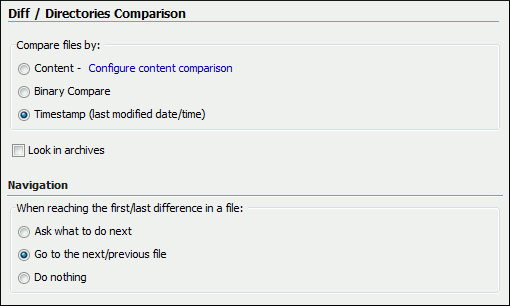 Diff / Directories Comparison
Compare files by:
Content - Configure content comparison
Binary Compare
Timestamp (last modified date/time)
Look in archives
Navigation
When reaching the first/last difference in a file:
Ask what to do next
Go to the next/previous file
Do nothing